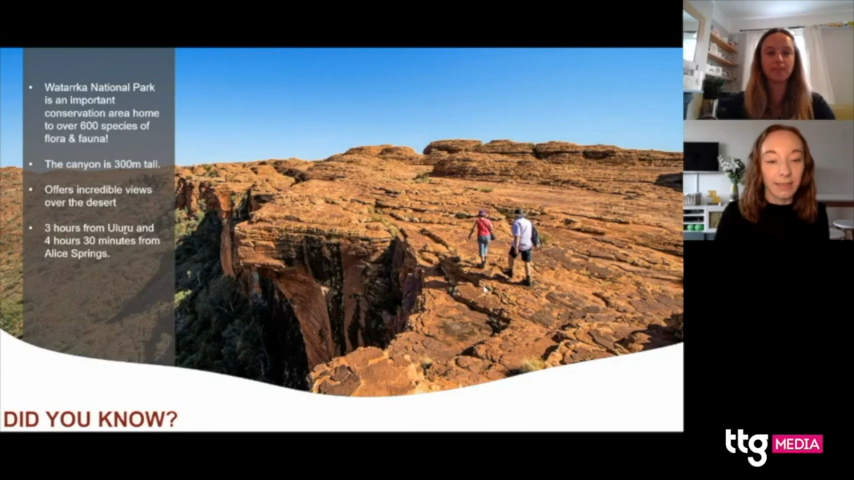 • Watarrka National Park
is an important
conservation area home
to over 600 species of
flora & fauna!
• The canyon is 300m tall.
• Offers incredible views
over the desert
• 3 hours from Uluru and
4 hours 30 minutes from
Alice Springs.
DID YOU KNOW?
ttg MEDIA